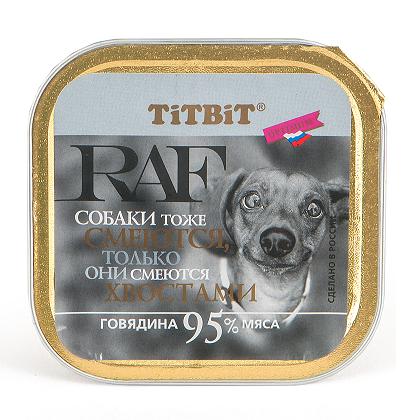 TiTBiT®
RAF
СОБАКИ ТОЖЕ
СМЕЮТСЯ,
ТОЛЬКО
ОНИ СМЕЮТСЯ
ХВОСТАМИ
ГОВЯДИНА 95% МЯСА
СДЕЛАНО В РОССИИ